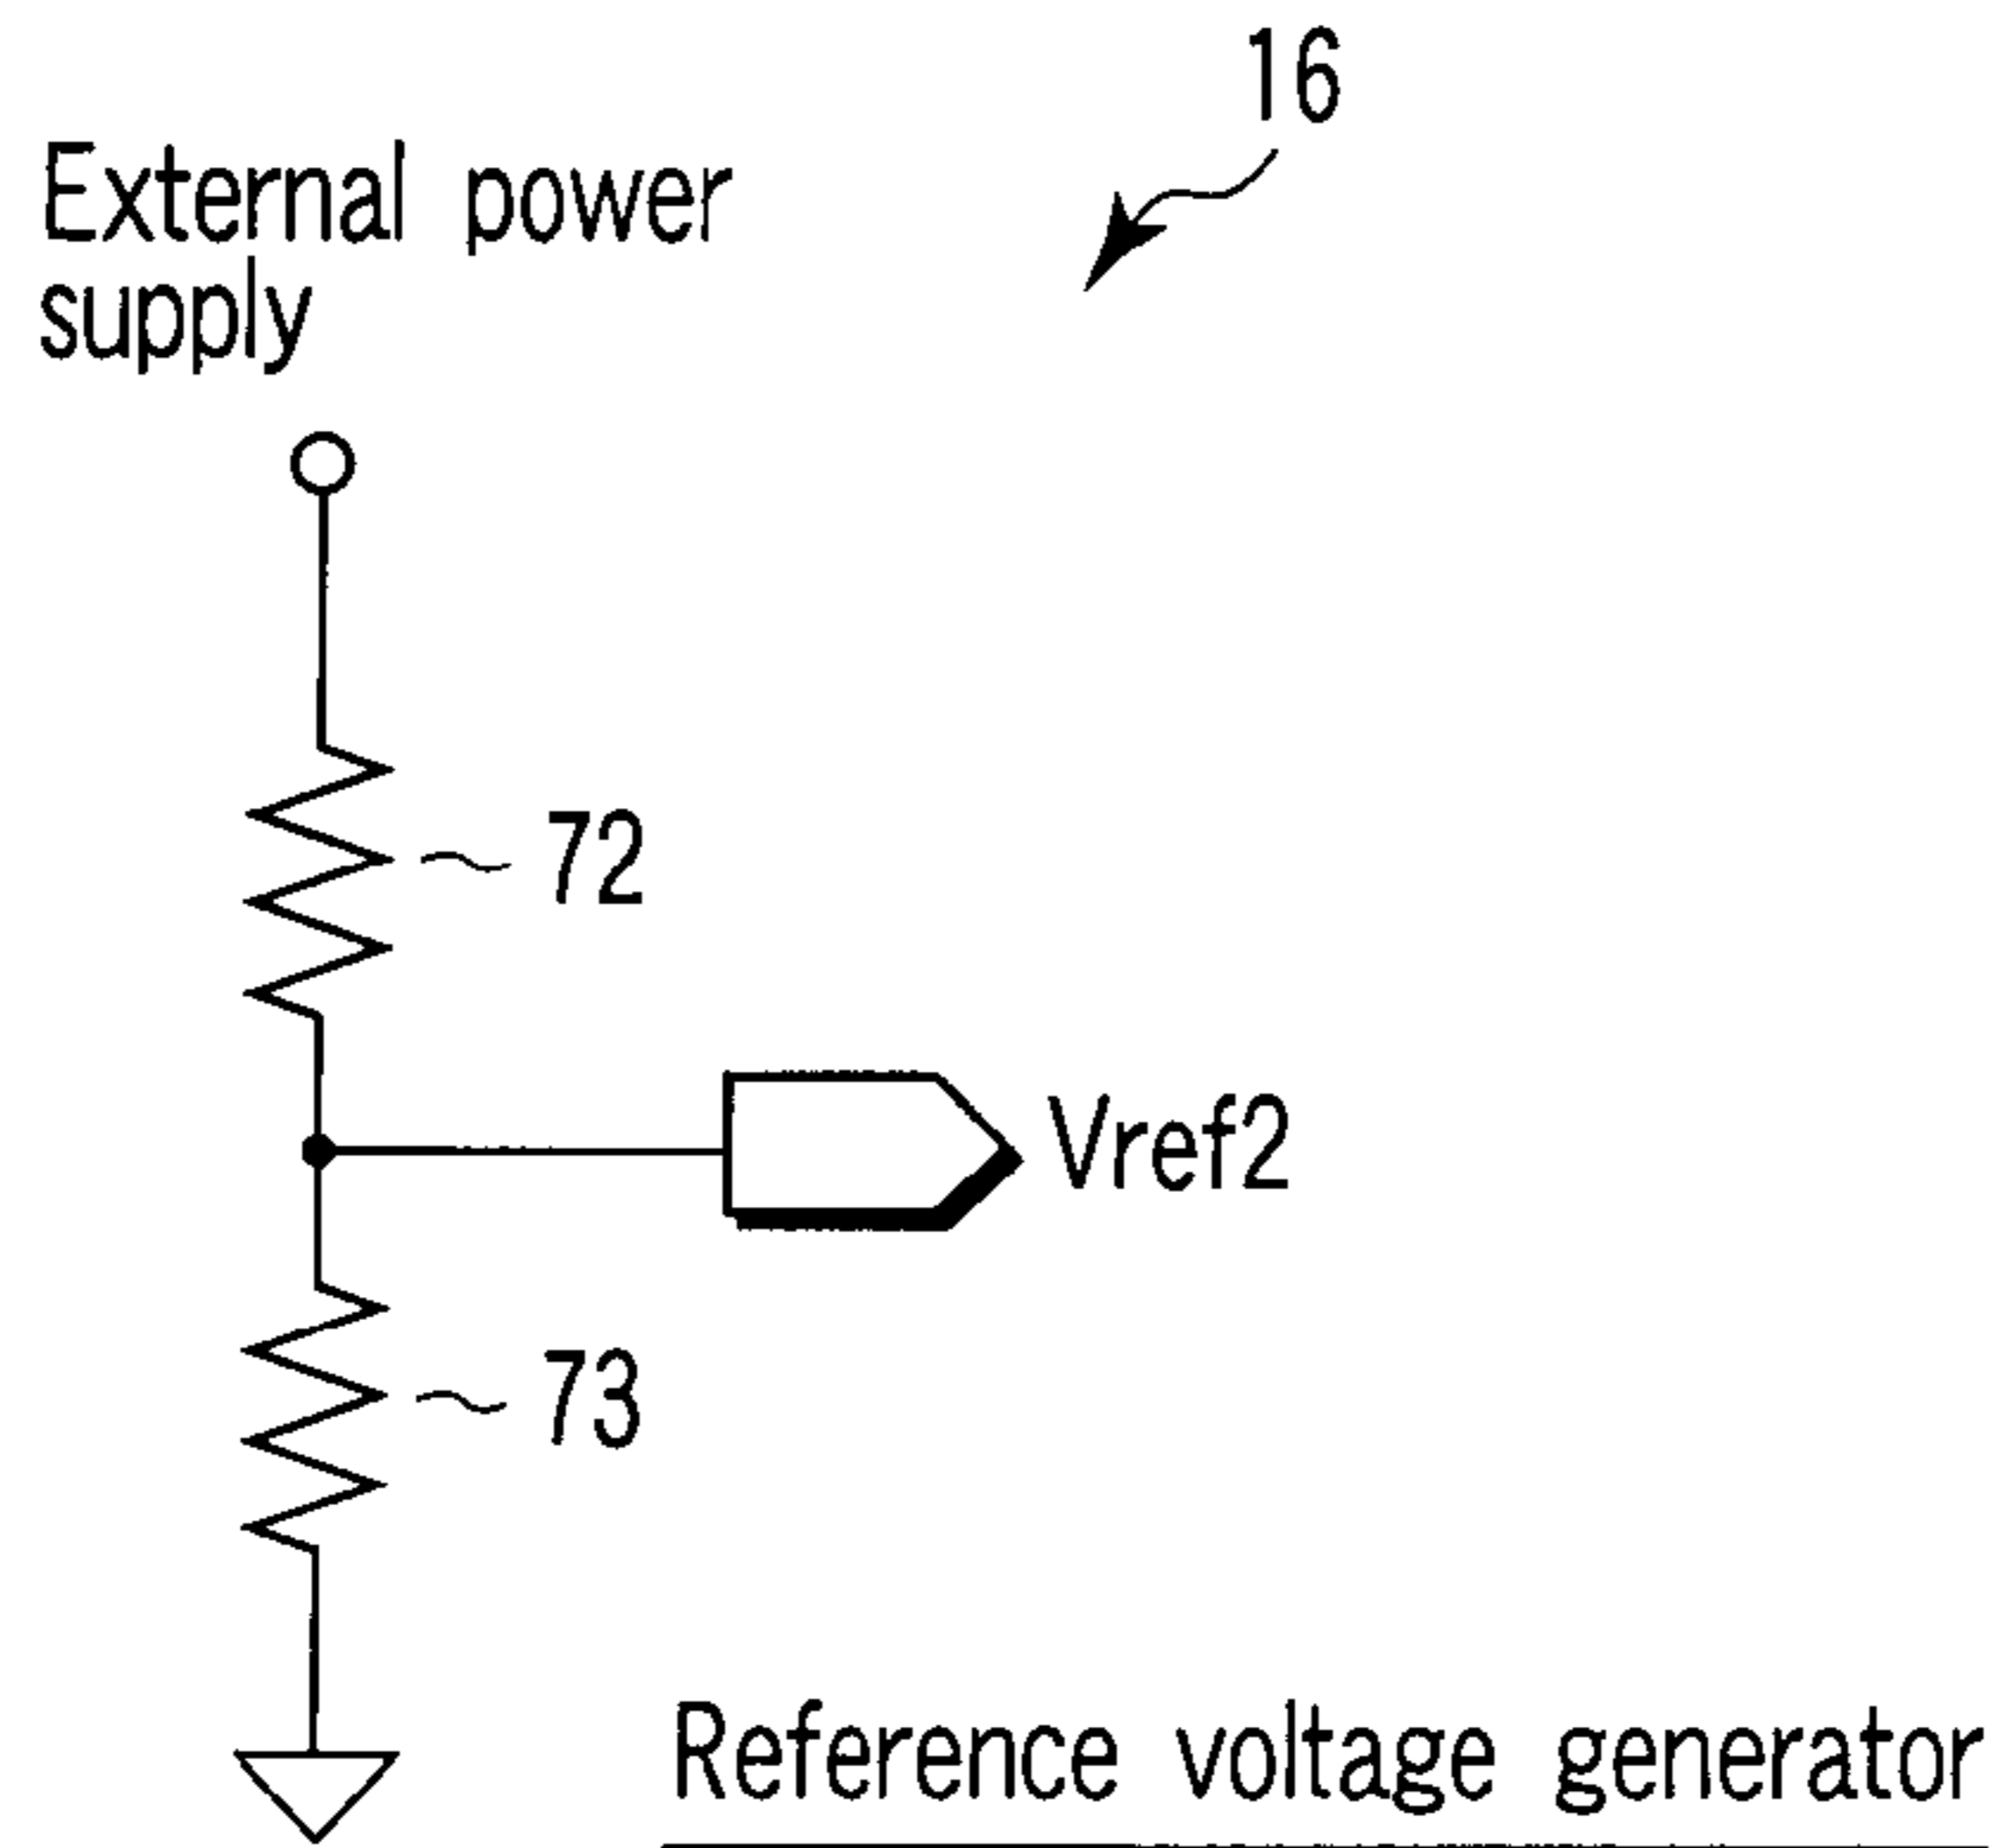 16
External power
supply
72
Vref2
73
Reference voltage generator